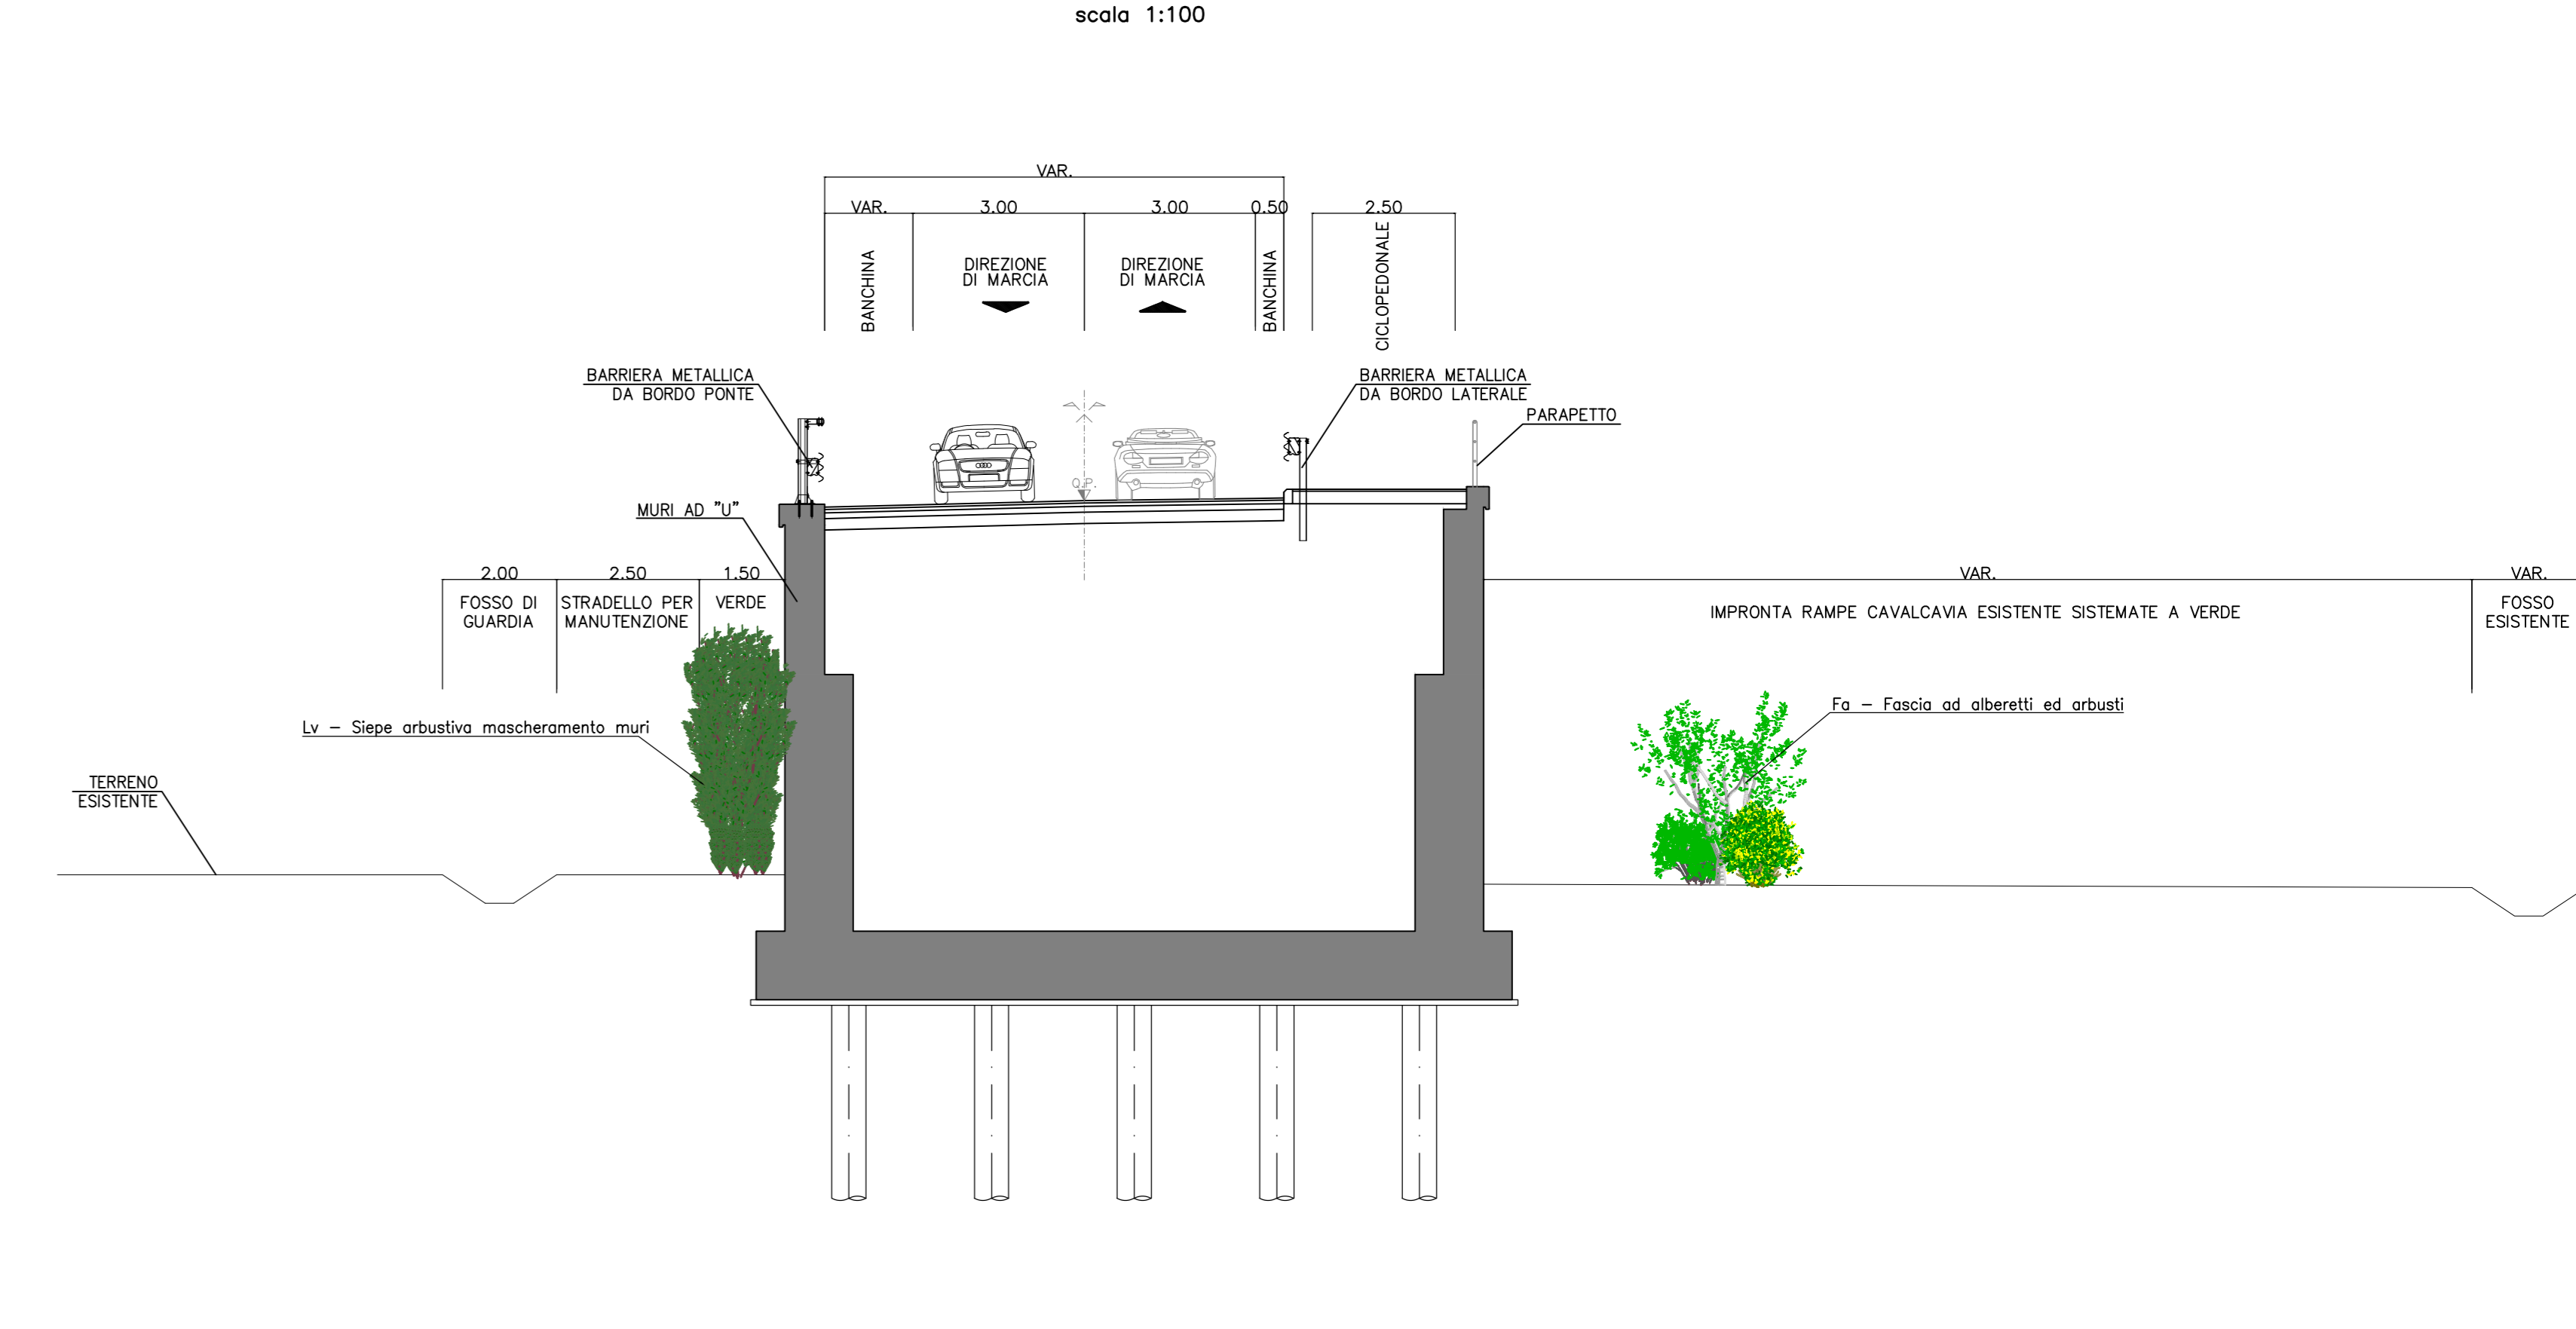 scala 1:100
VAR.
VAR.
3.00
3.00
0.50
2.50
BANCHINA
DIREZIONE
DI MARCIA
DIREZIONE
DI MARCIA
BANCHINA
CICLOPEDONALE
BARRIERA METALLICA
DA BORDO PONTE
BARRIERA METALLICA
DA BORDO LATERALE
PARAPETTO
Q.P.
MURI AD "U"
2.00
2.50
1.50
VAR.
VAR.
FOSSO DI
GUARDIA
STRADELLO PER
MANUTENZIONE
VERDE
IMPRONTA RAMPE CAVALCAVIA ESISTENTE SISTEMATE A VERDE
FOSSO
ESISTENTE
Lv - Siepe arbustiva mascheramento muri
Fa - Fascia ad alberetti ed arbusti
TERRENO
ESISTENTE